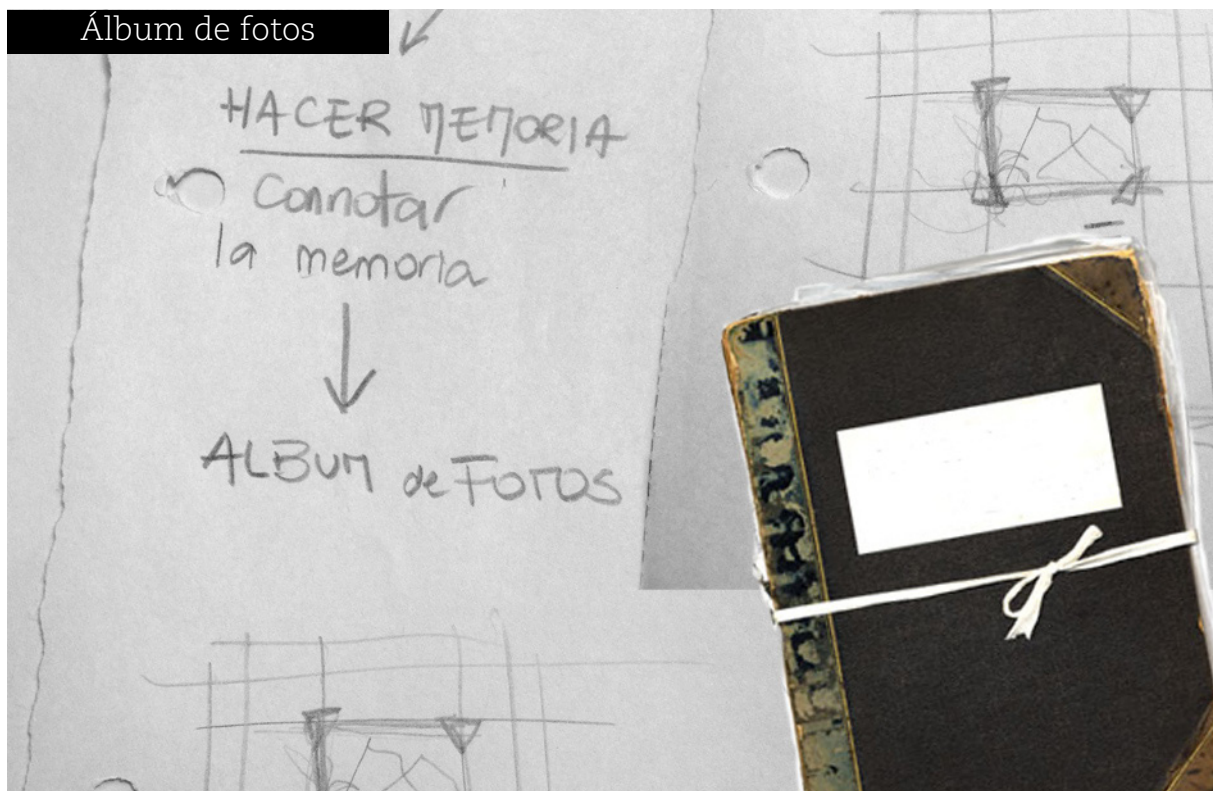 Álbum de fotos
HACER MEMORIA
Connotar
la memoria
ALBUM de FOTOS